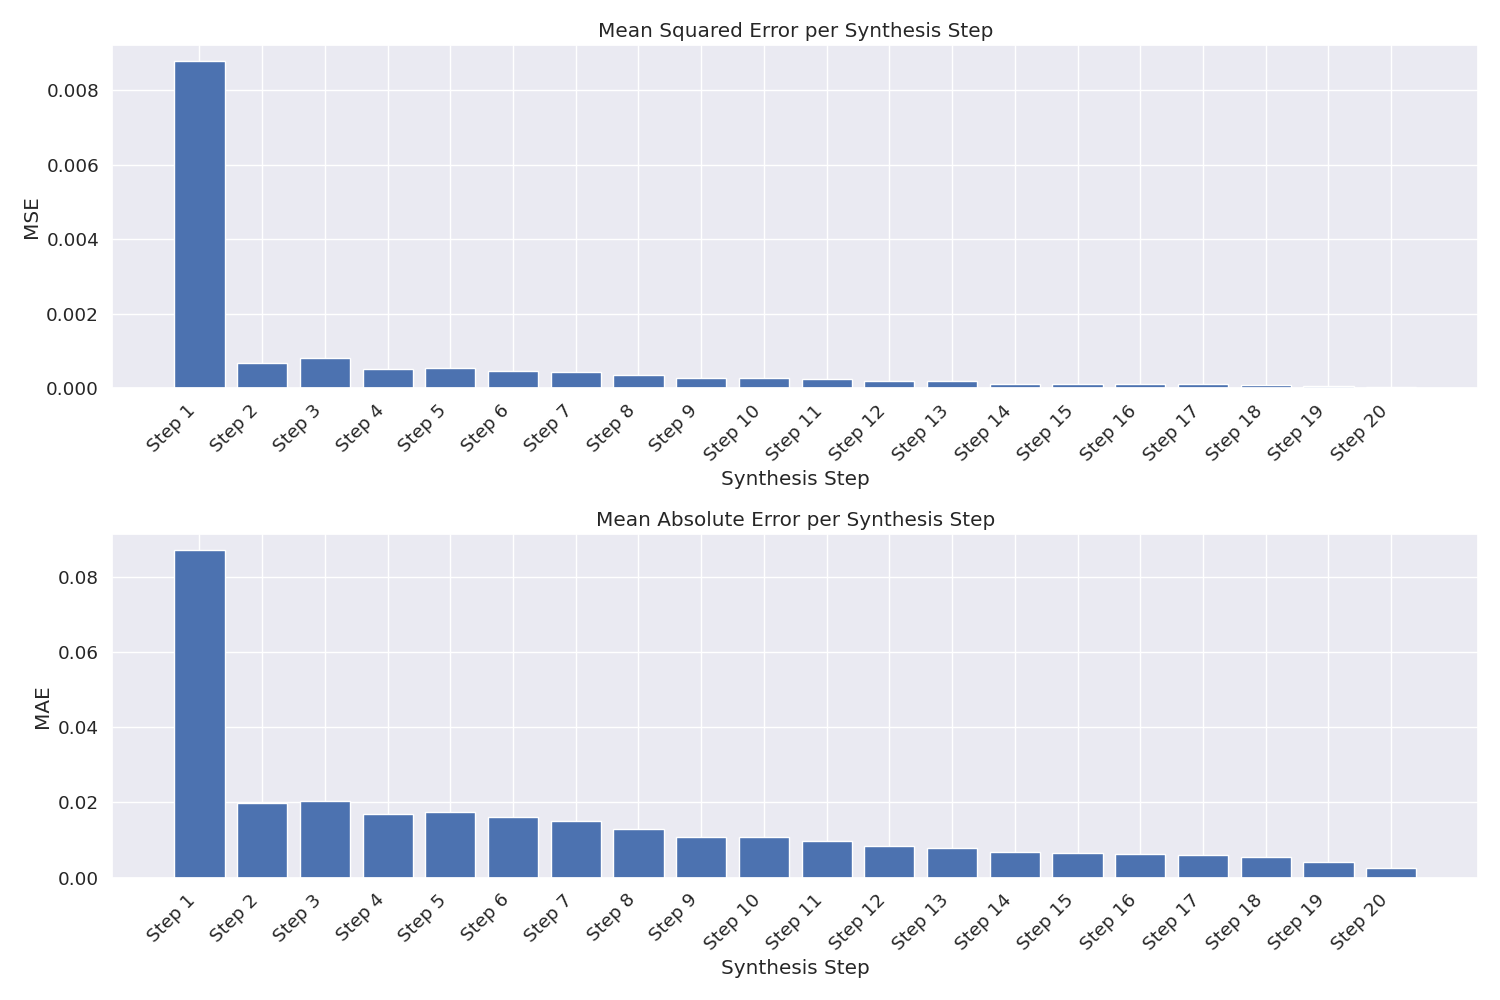 Mean Squared Error per Synthesis Step
0.008
0.006
0.004
0.002
0.000
MSE
Step 1
Step 2
Step 3
Step 4
Step 5
Step 6
Step 7
Step 8
Step 9
Step 10
Step 11
Step 12
Step 13
Step 14
Step 15
Step 16
Step 17
Step 18
Step 19
Step 20
Synthesis Step
Mean Absolute Error per Synthesis Step
0.08
0.06
0.04
0.02
0.00
MAE
Step 1
Step 2
Step 3
Step 4
Step 5
Step 6
Step 7
Step 8
Step 9
Step 10
Step 11
Step 12
Step 13
Step 14
Step 15
Step 16
Step 17
Step 18
Step 19
Step 20
Synthesis Step